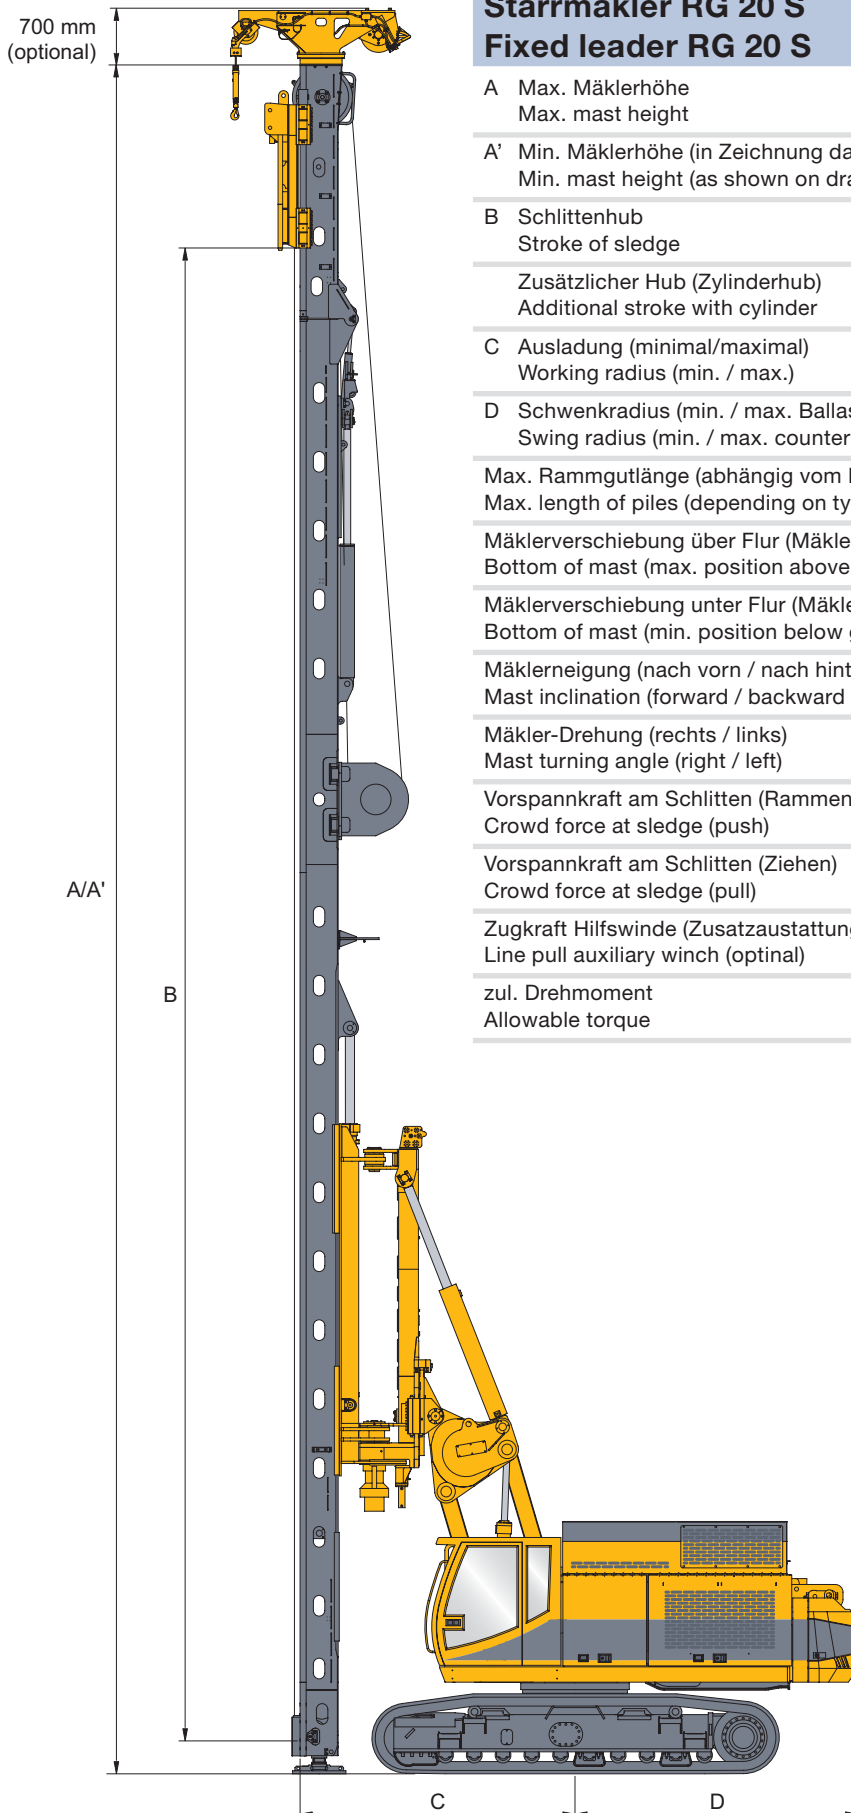 700 mm
(optional)
Starrmäkler RG 20 S
Fixed leader RG 20 S
A Max. Mäklerhöhe
Max. mast height
A' Min. Mäklerhöhe (in Zeichnung da
Min. mast height (as shown on dra
B Schlittenhub
Stroke of sledge
Zusätzlicher Hub (Zylinderhub)
Additional stroke with cylinder
C Ausladung (minimal/maximal)
Working radius (min. / max.)
D Schwenkradius (min. / max. Ballas
Swing radius (min. / max. counter
Max. Rammgutlänge (abhängig vom
Max. length of piles (depending on ty
Mäklerverschiebung über Flur (Mäkle
Bottom of mast (max. position above
Mäklerverschiebung unter Flur (Mäkle
Bottom of mast (min. position below
Mäklerneigung (nach vorn / nach hint
Mast inclination (forward / backward
Mäkler-Drehung (rechts / links)
Mast turning angle (right / left)
Vorspannkraft am Schlitten (Rammen
Crowd force at sledge (push)
Vorspannkraft am Schlitten (Ziehen)
Crowd force at sledge (pull)
Zugkraft Hilfswinde (Zusatzaustattung
Line pull auxiliary winch (optinal)
zul. Drehmoment
Allowable torque
A/A'
B
C
D